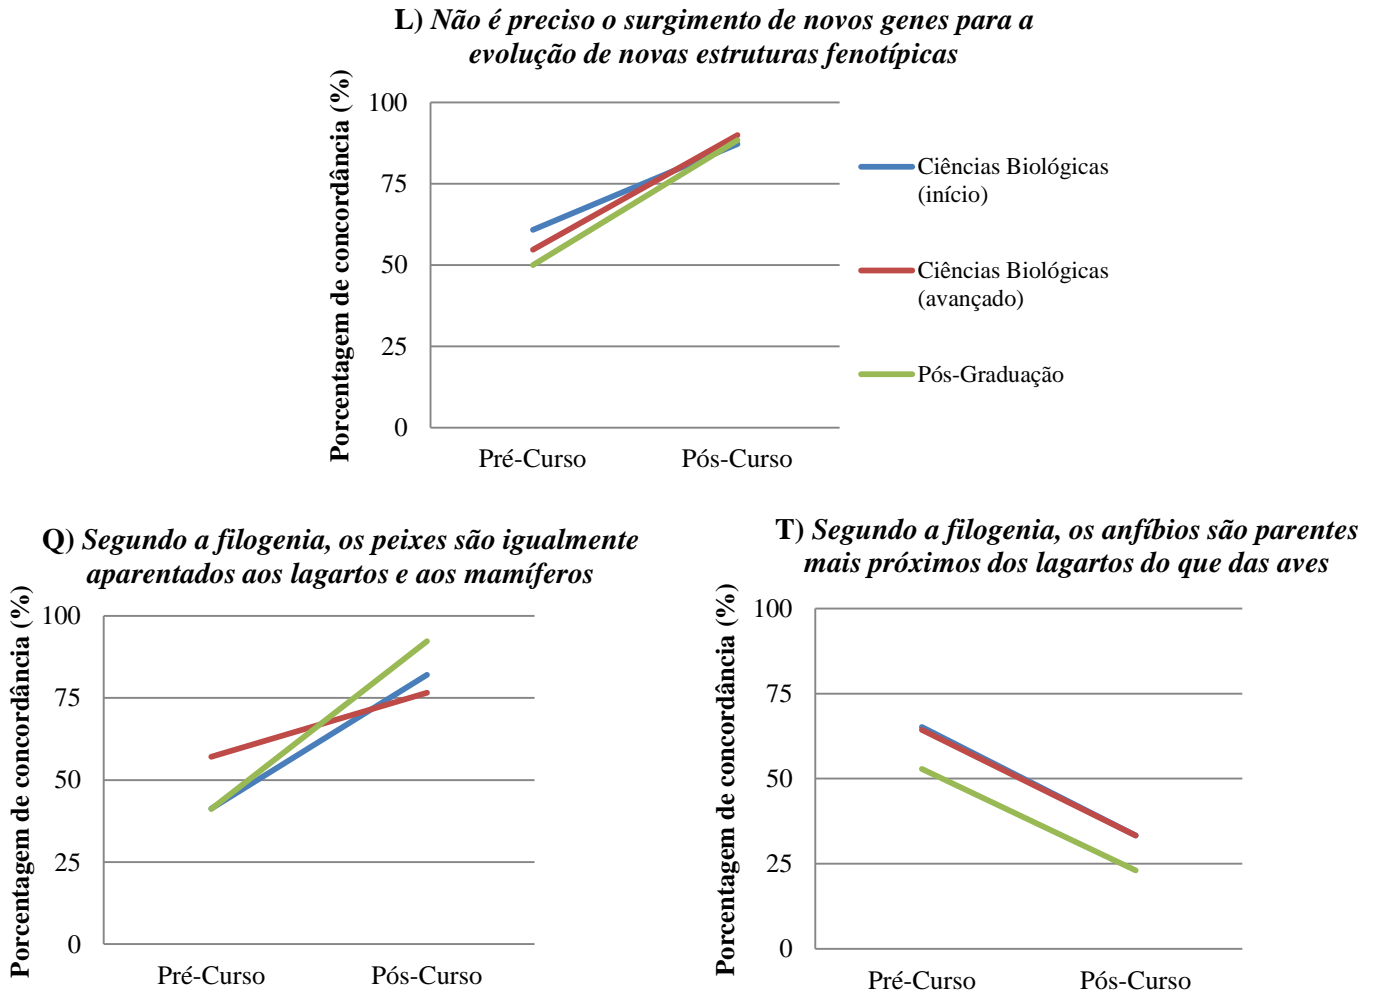 L) Não é preciso o surgimento de novos genes para a
evolução de novas estruturas fenotípicas
Porcentagem de concordância (%)
100
75
50
25
0
Pré-Curso
Pós-Curso
Ciências Biológicas
(início)
Ciências Biológicas
(avançado)
Pós-Graduação
Q) Segundo a filogenia, os peixes são igualmente
aparentados aos lagartos e aos mamíferos
Porcentagem de concordância (%)
100
75
50
25
0
Pré-Curso
Pós-Curso
T) Segundo a filogenia, os anfíbios são parentes
mais próximos dos lagartos do que das aves
Porcentagem de concordância (%)
100
75
50
25
0
Pré-Curso
Pós-Curso